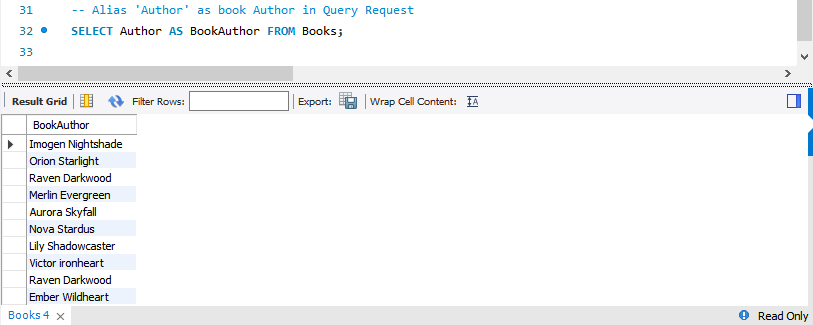 31 -- Alias 'Author' as book Author in Query Request
32 SELECT Author AS BookAuthor FROM Books;
33
Result Grid Filter Rows: Export: Wrap Cell Content: IA
BookAuthor
Imogen Nightshade
Orion Starlight
Raven Darkwood
Merlin Evergreen
Aurora Skyfall
Nova Stardus
Lily Shadowcaster
Victor ironheart
Raven Darkwood
Ember Wildheart
Books 4 Read Only